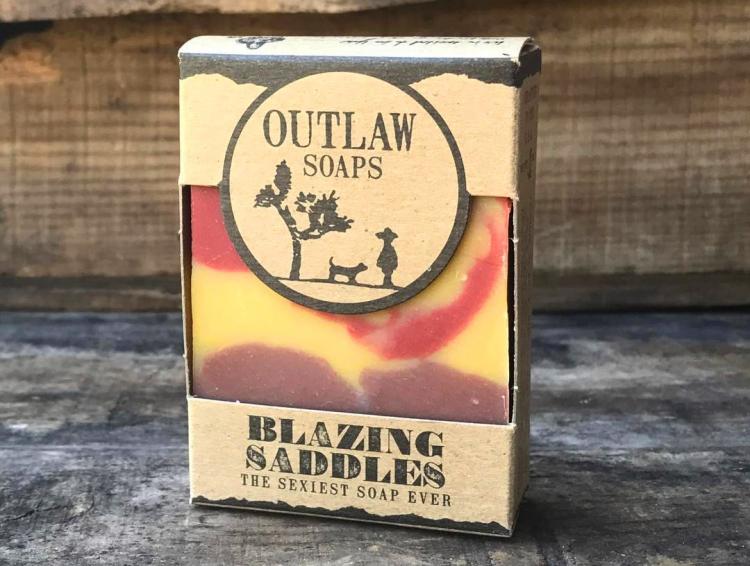 OUTLAW
SOAPS
BLAZING
SADDLES
THE SEXIEST SOAP EVER